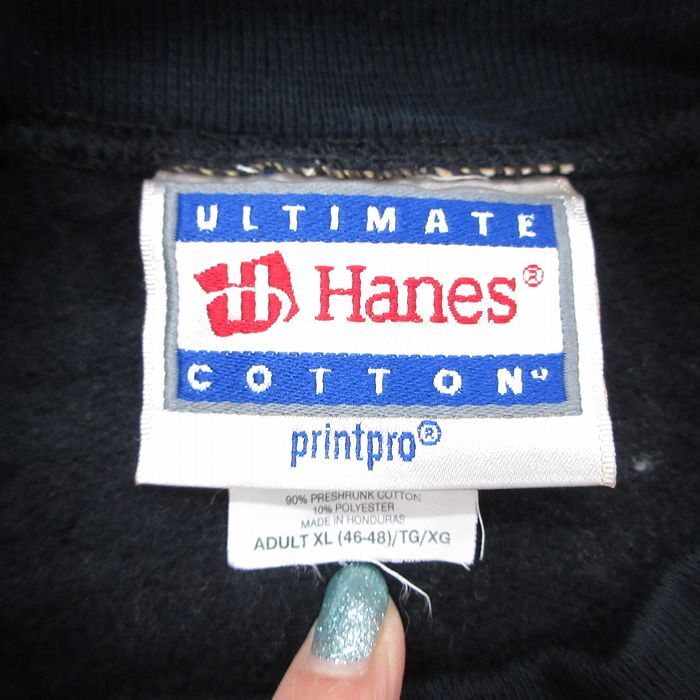 ULTIMATE
Hanes®
COTTON
printpro®
90% PRESHRUNK COTTON
10% POLYESTER
MADE IN HONDURAS
ADULT XL (46-48)/TG/XG